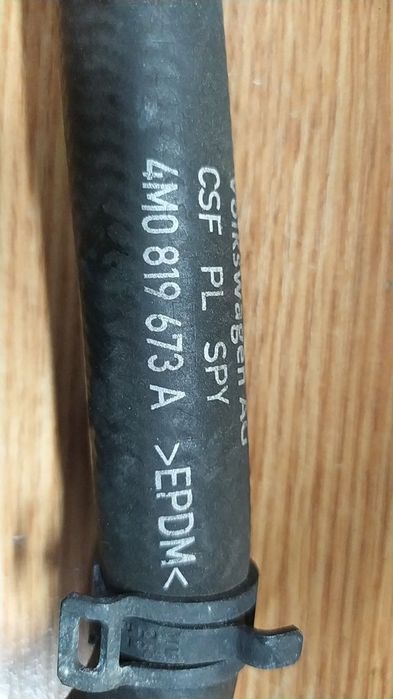 Volkswagen AG
CSF PL SPY
4M0 819 673 A >EPDM<